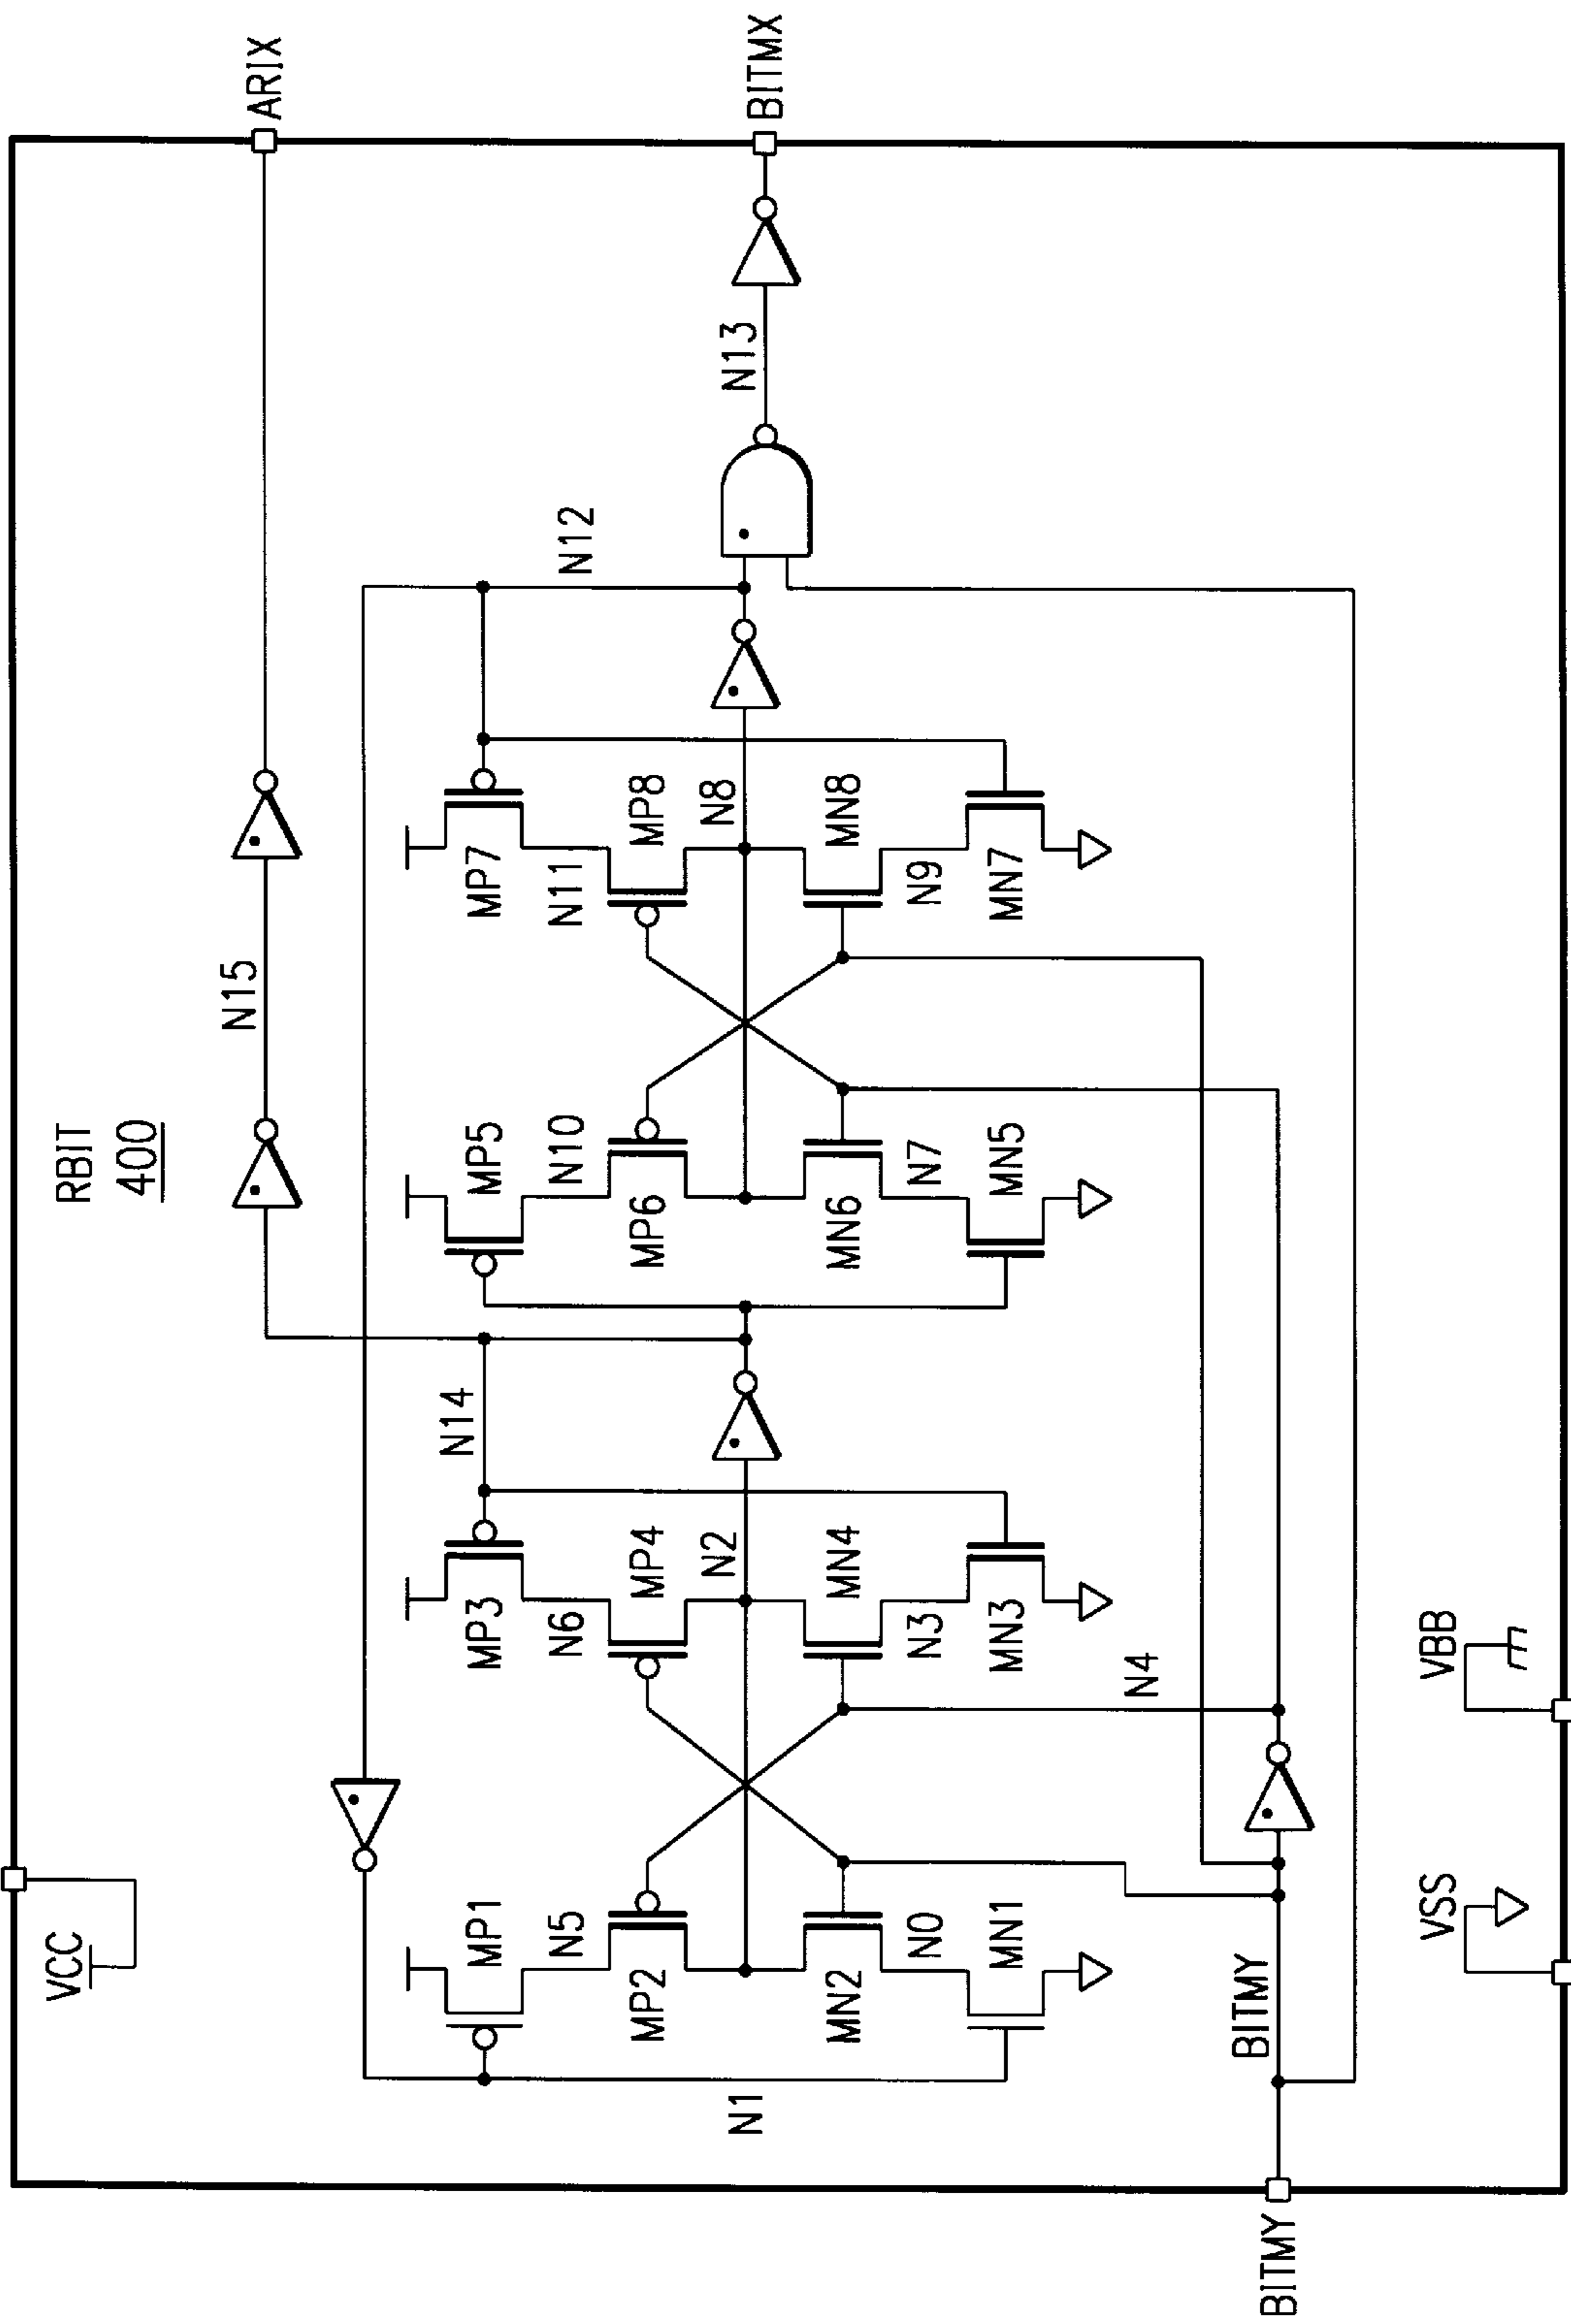 RBIT
400
VCC
ARIX
N15
N14
N12
MP1
MP3
MP5
MP7
N5
N6
N10
N11
MP2
MP4
MP6
MP8
N1
N2
N8
N13
BITMX
MN2
MN4
MN6
MN8
N0
N3
N7
N9
MN1
MN3
MN5
MN7
N4
BITMY
BITMY
VSS
VBB